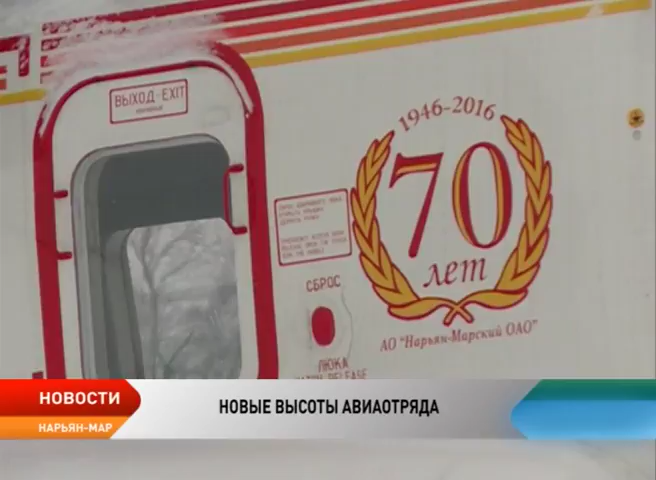 ВЫХОД-EXIT
1946-2016
70
лет
СБРОС
ЛЮКА
АО "Нарьян-Марский ОАО"
НОВОСТИ
НАРЬЯН-МАР
НОВЫЕ ВЫСОТЫ АВИАОТРЯДА